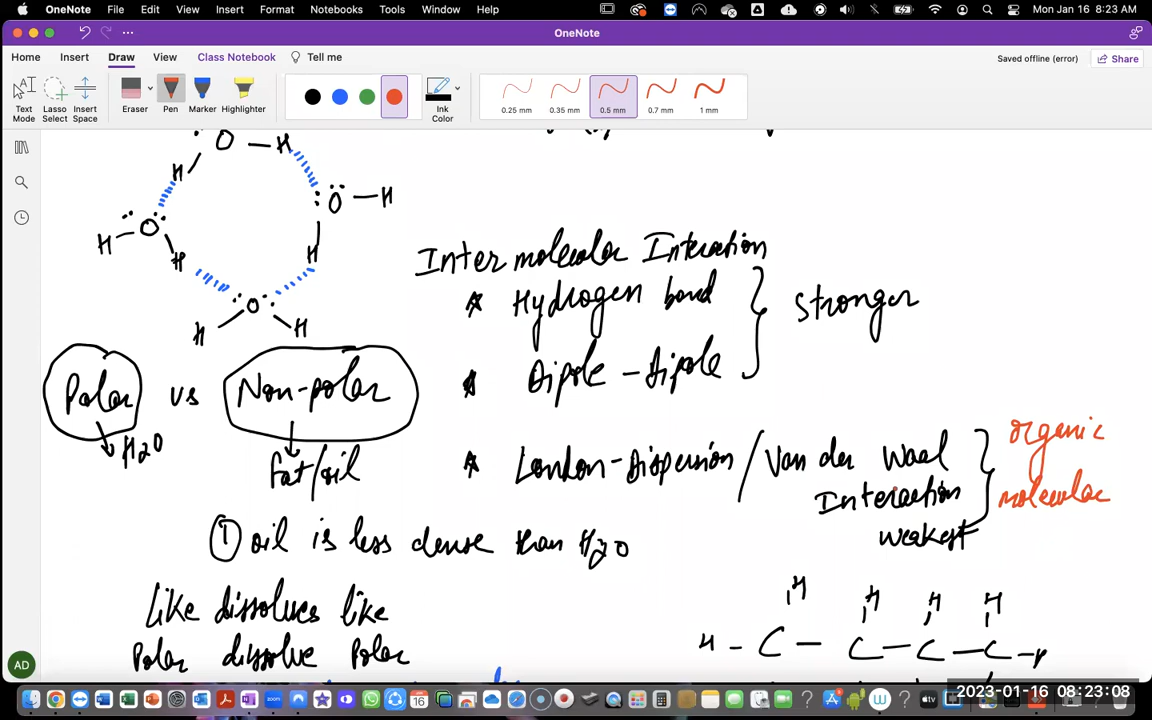 OneNote File Edit View Insert Format Notebooks Tools Window Help Mon Jan 16 8:23 AM
OneNote
Home Insert Draw View Class Notebook Tell me Saved offline (error) Share
Text Mode Lasso Select Insert Space Eraser Pen Marker Highlighter Ink Color 0.25 mm 0.35 mm 0.5 mm 0.7 mm 1 mm
O — H
H
O — H
H — O
H
H
O
H H
Inter molecular Interaction
Hydrogen bond
stronger
Dipole - Dipole
Polar vs Non-polar
H2O
fat/oil
London-Dispersion / Van der Waal
Interaction
weakest
organic
molecular
① oil is less dense than H2O
Like dissolves like
Polar dissolve Polar
H H H H
H - C - C - C - C -
AD
16
2023-01-16 08:23:08